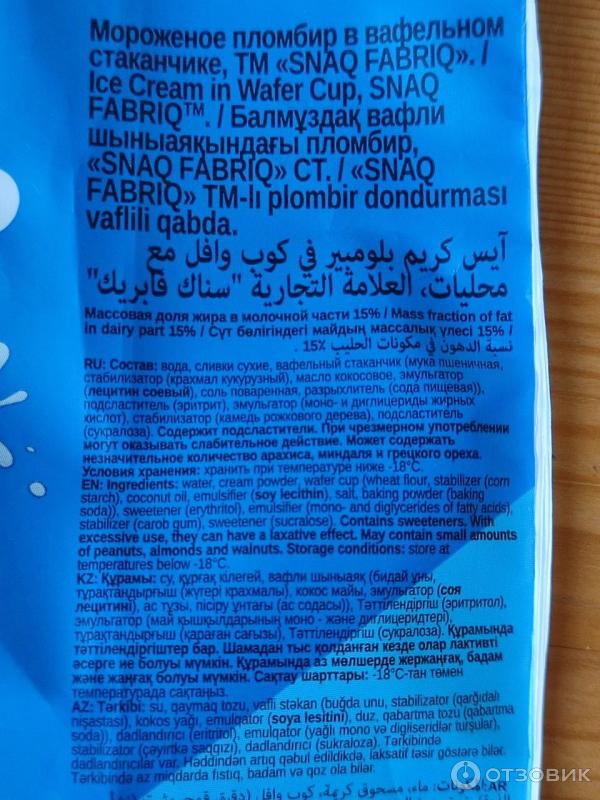 Мороженое пломбир в вафельном
стаканчике, ТМ «SNAQ FABRIQ». /
Ice Cream in Wafer Cup, SNAQ
FABRIQ™. / Балмұздақ вафли
шыныаяқындағы пломбир,
«SNAQ FABRIQ» СТ. / «SNAQ
FABRIQ» TM-lı plombir dondurması
vaflili qabda.
آيس كريم بلومبير في كوب وافل مع
محليات، العلامة التجارية "سناك فابريك"
Массовая доля жира в молочной части 15% / Mass fraction of fat
in dairy part 15% / Сүт бөлігіндегі майдың массалық үлесі 15% /
نسبة الدهون في مكونات الحليب 15٪ .
RU: Состав: вода, сливки сухие, вафельный стаканчик (мука пшеничная,
стабилизатор (крахмал кукурузный), масло кокосовое, эмульгатор
(лецитин соевый), соль поваренная, разрыхлитель (сода пищевая)),
подсластитель (эритрит), эмульгатор (моно- и диглицериды жирных
кислот), стабилизатор (камедь рожкового дерева), подсластитель
(сукралоза). Содержит подсластители. При чрезмерном употреблении
могут оказывать слабительное действие. Может содержать
незначительное количество арахиса, миндаля и грецкого ореха.
Условия хранения: хранить при температуре ниже -18°С.
EN: Ingredients: water, cream powder, wafer cup (wheat flour, stabilizer (corn
starch), coconut oil, emulsifier (soy lecithin), salt, baking powder (baking
soda)), sweetener (erythritol), emulsifier (mono- and diglycerides of fatty acids),
stabilizer (carob gum), sweetener (sucralose). Contains sweeteners. With
excessive use, they can have a laxative effect. May contain small amounts
of peanuts, almonds and walnuts. Storage conditions: store at
temperatures below -18°C.
KZ: Құрамы: су, құрғақ кілегей, вафли шыныаяқ (бидай ұны,
тұрақтандырғыш (жүгері крахмалы), кокос майы, эмульгатор (соя
лецитині), ас тұзы, пісіру ұнтағы (ас содасы)), Тәттілендіргіш (эритритол),
эмульгатор (май қышқылдарының моно - және диглицеридтері),
тұрақтандырғыш (қараған сағызы), Тәттілендіргіш (сукралоза). Құрамында
тәттілендіргіштер бар. Шамадан тыс қолданған кезде олар лактивті
әсерге ие болуы мүмкін. Құрамында аз мөлшерде жержаңғақ, бадам
және жаңғақ болуы мүмкін. Сақтау шарттары: -18°С-тан төмен
температурада сақтаңыз.
AZ: Tərkibi: su, qaymaq tozu, vafli stəkan (buğda unu, stabilizator (qarğıdalı
nişastası), kokos yağı, emulqator (soya lesitini), duz, qabartma tozu (qabartma
soda)), dadlandırıcı (eritritol), emulqator (yağlı mono və digliseridlər turşular),
stabilizator (çəyirtkə saqqızı), dadlandırıcı (sukraloza). Tərkibində
dadlandırıcılar var. Həddindən artıq qəbul edildikdə, laksatif təsir göstərə bilər.
Tərkibində az miqdarda fıstıq, badam və qoz ola bilər.
AR: المكونات: ماء، مسحوق كريمة، كوب وافل (دقيق قمح،
ОТЗОВИК